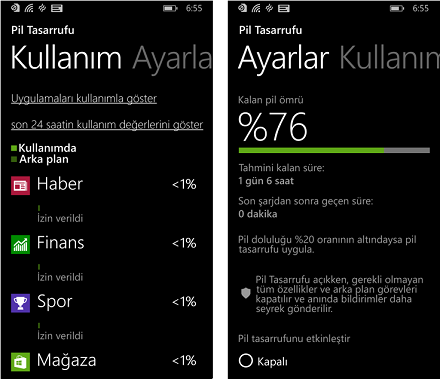 6:55
Pil Tasarrufu
Kullanım Ayarla
Uygulamaları kullanımla göster
son 24 saatin kullanım değerlerini göster
Kullanımda
Arka plan
Haber <1%
İzin verildi
Finans <1%
İzin verildi
Spor <1%
İzin verildi
Mağaza <1%
6:55
Pil Tasarrufu
Ayarlar Kullanım
Kalan pil ömrü
%76
Tahmini kalan süre:
1 gün 6 saat
Son şarjdan sonra geçen süre:
0 dakika
Pil doluluğu %20 oranının altındaysa pil
tasarrufu uygula.
Pil Tasarrufu açıkken, gerekli olmayan
tüm özellikler ve arka plan görevleri
kapatılır ve anında bildirimler daha
seyrek gönderilir.
Pil tasarrufunu etkinleştir
Kapalı